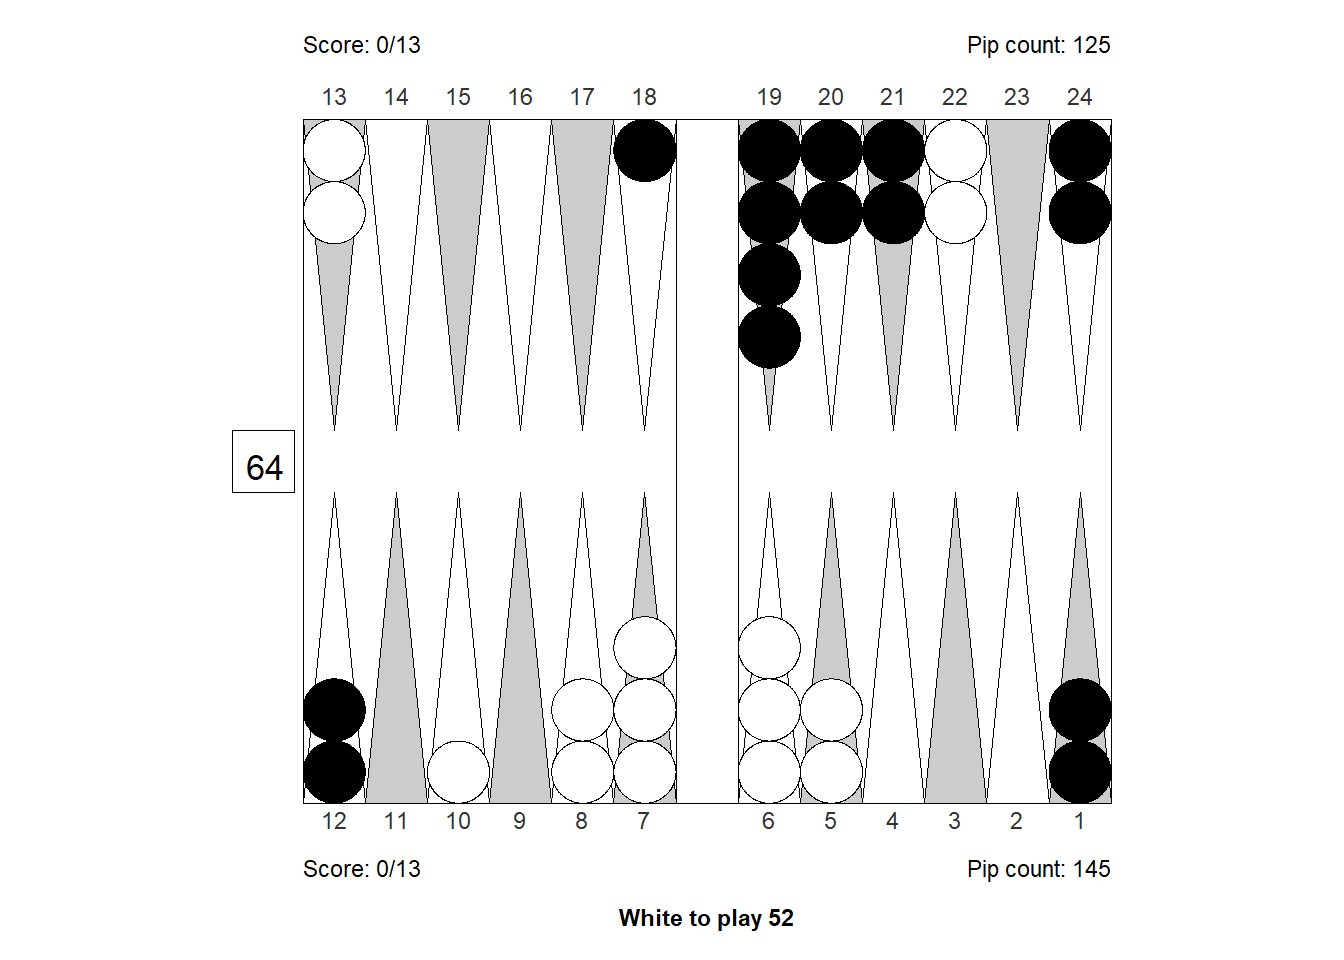 Score: 0/13 Pip count: 125
13 14 15 16 17 18 19 20 21 22 23 24
64
12 11 10 9 8 7 6 5 4 3 2 1
Score: 0/13 Pip count: 145
White to play 52